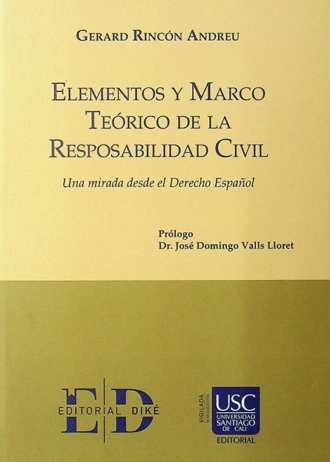 GERARD RINCÓN ANDREU
ELEMENTOS Y MARCO
TEÓRICO DE LA
RESPOSABILIDAD CIVIL
Una mirada desde el Derecho Español
Prólogo
Dr. José Domingo Valls Lloret
E D
EDITORIAL DIKÉ
VIGILADA
USC
UNIVERSIDAD
SANTIAGO
DE CALI
EDITORIAL